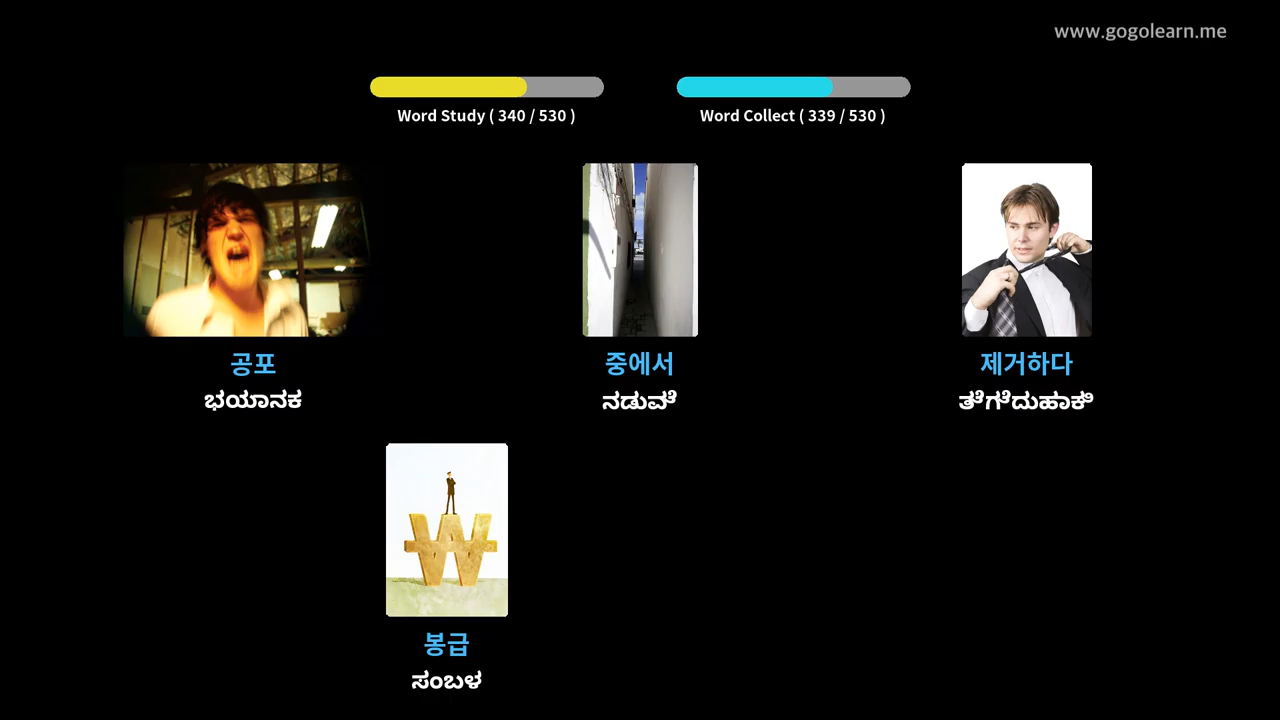 www.gogolearn.me
Word Study ( 340 / 530 )
Word Collect ( 339 / 530 )
공포
ಭಯಾನಕ
중에서
ನಡುವೆ
제거하다
ತೆಗೆದುಹಾಕಿ
봉급
ಸಂಬಳ